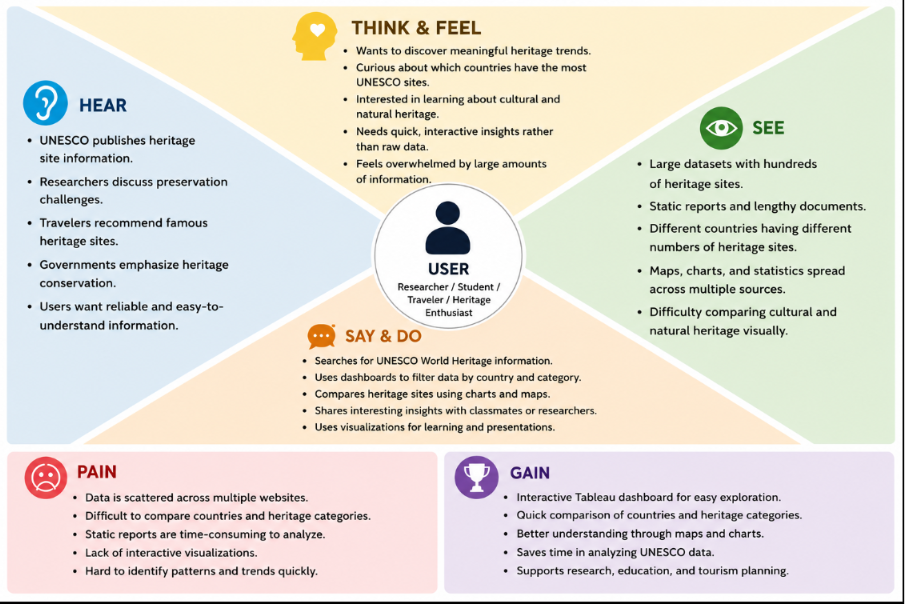 THINK & FEEL
• Wants to discover meaningful heritage trends.
• Curious about which countries have the most
UNESCO sites.
• Interested in learning about cultural and
natural heritage.
• Needs quick, interactive insights rather
than raw data.
• Feels overwhelmed by large amounts
of information.
HEAR
• UNESCO publishes heritage
site information.
• Researchers discuss preservation
challenges.
• Travelers recommend famous
heritage sites.
• Governments emphasize heritage
conservation.
• Users want reliable and easy-to-
understand information.
SEE
• Large datasets with hundreds
of heritage sites.
• Static reports and lengthy documents.
• Different countries having different
numbers of heritage sites.
• Maps, charts, and statistics spread
across multiple sources.
• Difficulty comparing cultural and
natural heritage visually.
USER
Researcher / Student /
Traveler / Heritage
Enthusiast
SAY & DO
• Searches for UNESCO World Heritage information.
• Uses dashboards to filter data by country and category.
• Compares heritage sites using charts and maps.
• Shares interesting insights with classmates or researchers.
• Uses visualizations for learning and presentations.
PAIN
• Data is scattered across multiple websites.
• Difficult to compare countries and heritage categories.
• Static reports are time-consuming to analyze.
• Lack of interactive visualizations.
• Hard to identify patterns and trends quickly.
GAIN
• Interactive Tableau dashboard for easy exploration.
• Quick comparison of countries and heritage categories.
• Better understanding through maps and charts.
• Saves time in analyzing UNESCO data.
• Supports research, education, and tourism planning.